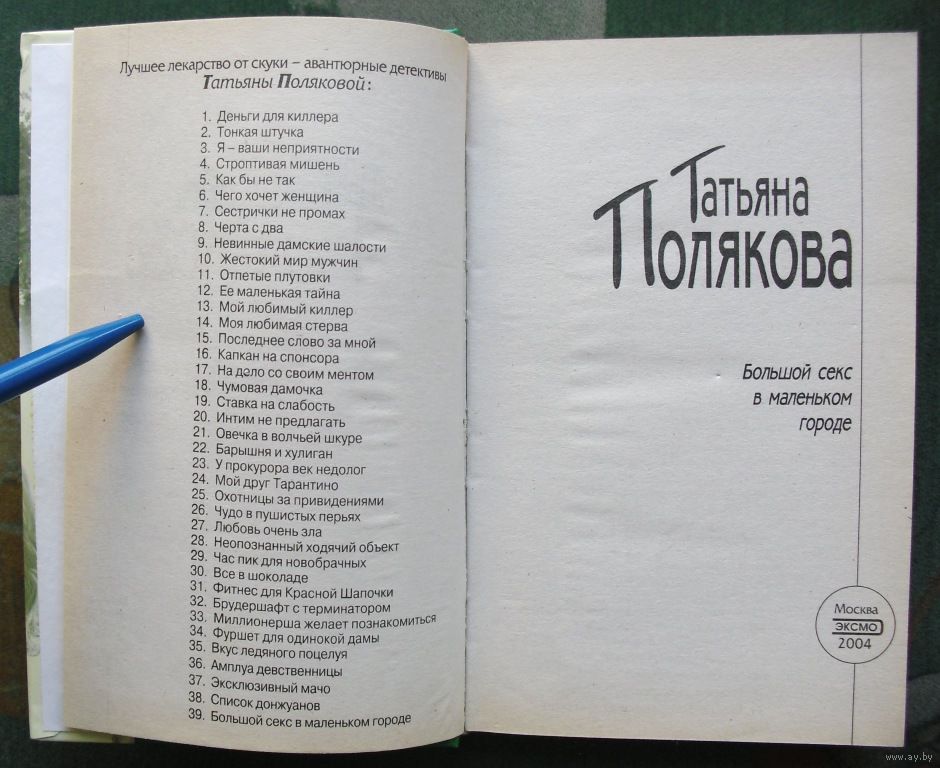 Лучшее лекарство от скуки – авантюрные детективы
Татьяны Поляковой:
1. Деньги для киллера
2. Тонкая штучка
3. Я – ваши неприятности
4. Строптивая мишень
5. Как бы не так
6. Чего хочет женщина
7. Сестрички не промах
8. Черта с два
9. Невинные дамские шалости
10. Жестокий мир мужчин
11. Отпетые плутовки
12. Ее маленькая тайна
13. Мой любимый киллер
14. Моя любимая стерва
15. Последнее слово за мной
16. Капкан на спонсора
17. На дело со своим ментом
18. Чумовая дамочка
19. Ставка на слабость
20. Интим не предлагать
21. Овечка в волчьей шкуре
22. Барышня и хулиган
23. У прокурора век недолог
24. Мой друг Тарантино
25. Охотницы за привидениями
26. Чудо в пушистых перьях
27. Любовь очень зла
28. Неопознанный ходячий объект
29. Час пик для новобрачных
30. Все в шоколаде
31. Фитнес для Красной Шапочки
32. Брудершафт с терминатором
33. Миллионерша желает познакомиться
34. Фуршет для одинокой дамы
35. Вкус ледяного поцелуя
36. Амплуа девственницы
37. Эксклюзивный мачо
38. Список донжуанов
39. Большой секс в маленьком городе
Татьяна
Полякова
Большой секс
в маленьком
городе
Москва
ЭКСМО
2004
www.ay.by